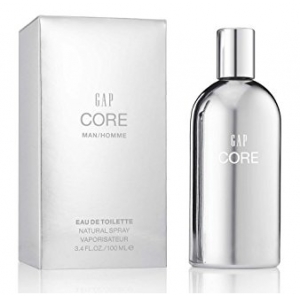 GAP
CORE
MAN/HOMME
EAU DE TOILETTE
NATURAL SPRAY
VAPORISATEUR
3.4 FL.OZ./100 ML ℮
GAP
CORE